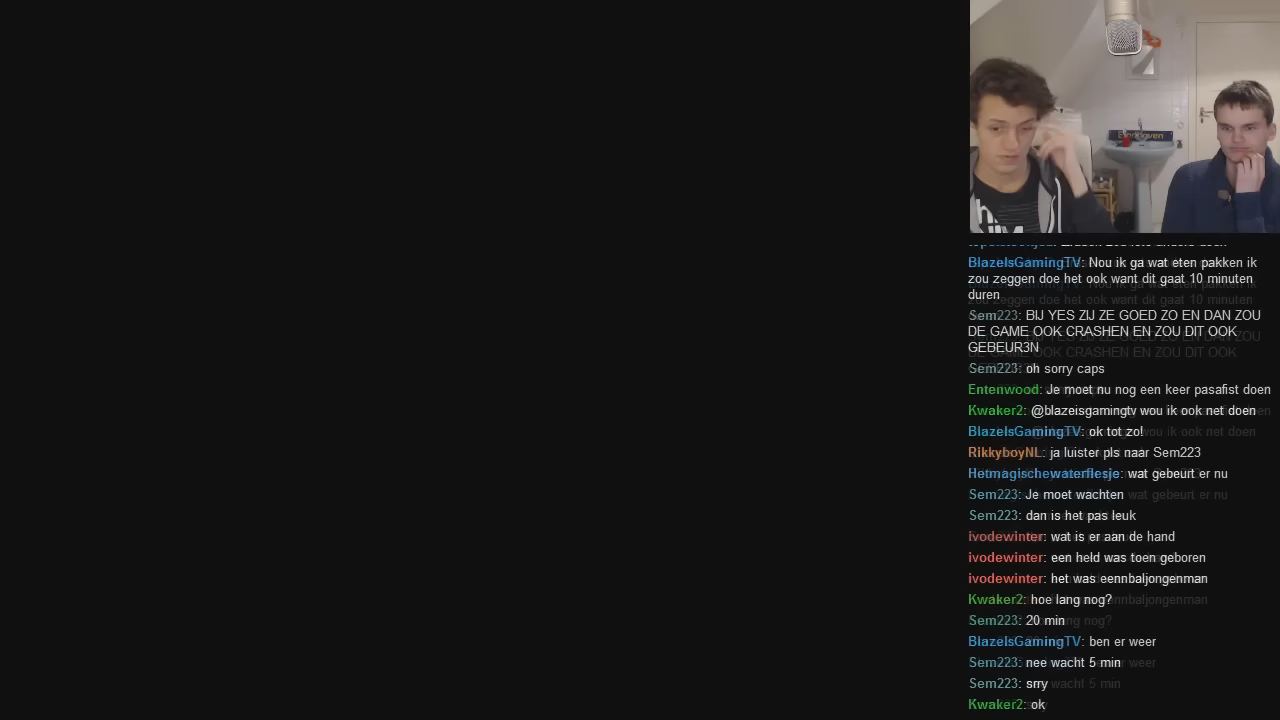 Eindhoven
BlazeIsGamingTV: Nou ik ga wat eten pakken ik
zou zeggen doe het ook want dit gaat 10 minuten
duren
Sem223: BIJ YES ZIJ ZE GOED ZO EN DAN ZOU
DE GAME OOK CRASHEN EN ZOU DIT OOK
GEBEUR3N
Sem223: oh sorry caps
Entenwood: Je moet nu nog een keer pasafist doen
Kwaker2: @blazeisgamingtv wou ik ook net doen
BlazeIsGamingTV: ok tot zo!
RikkyboyNL: ja luister pls naar Sem223
Hetmagischewaterflesje: wat gebeurt er nu
Sem223: Je moet wachten
Sem223: dan is het pas leuk
ivodewinter: wat is er aan de hand
ivodewinter: een held was toen geboren
ivodewinter: het was eennbaljongenman
Kwaker2: hoe lang nog?
Sem223: 20 min
BlazeIsGamingTV: ben er weer
Sem223: nee wacht 5 min
Sem223: srry
Kwaker2: ok